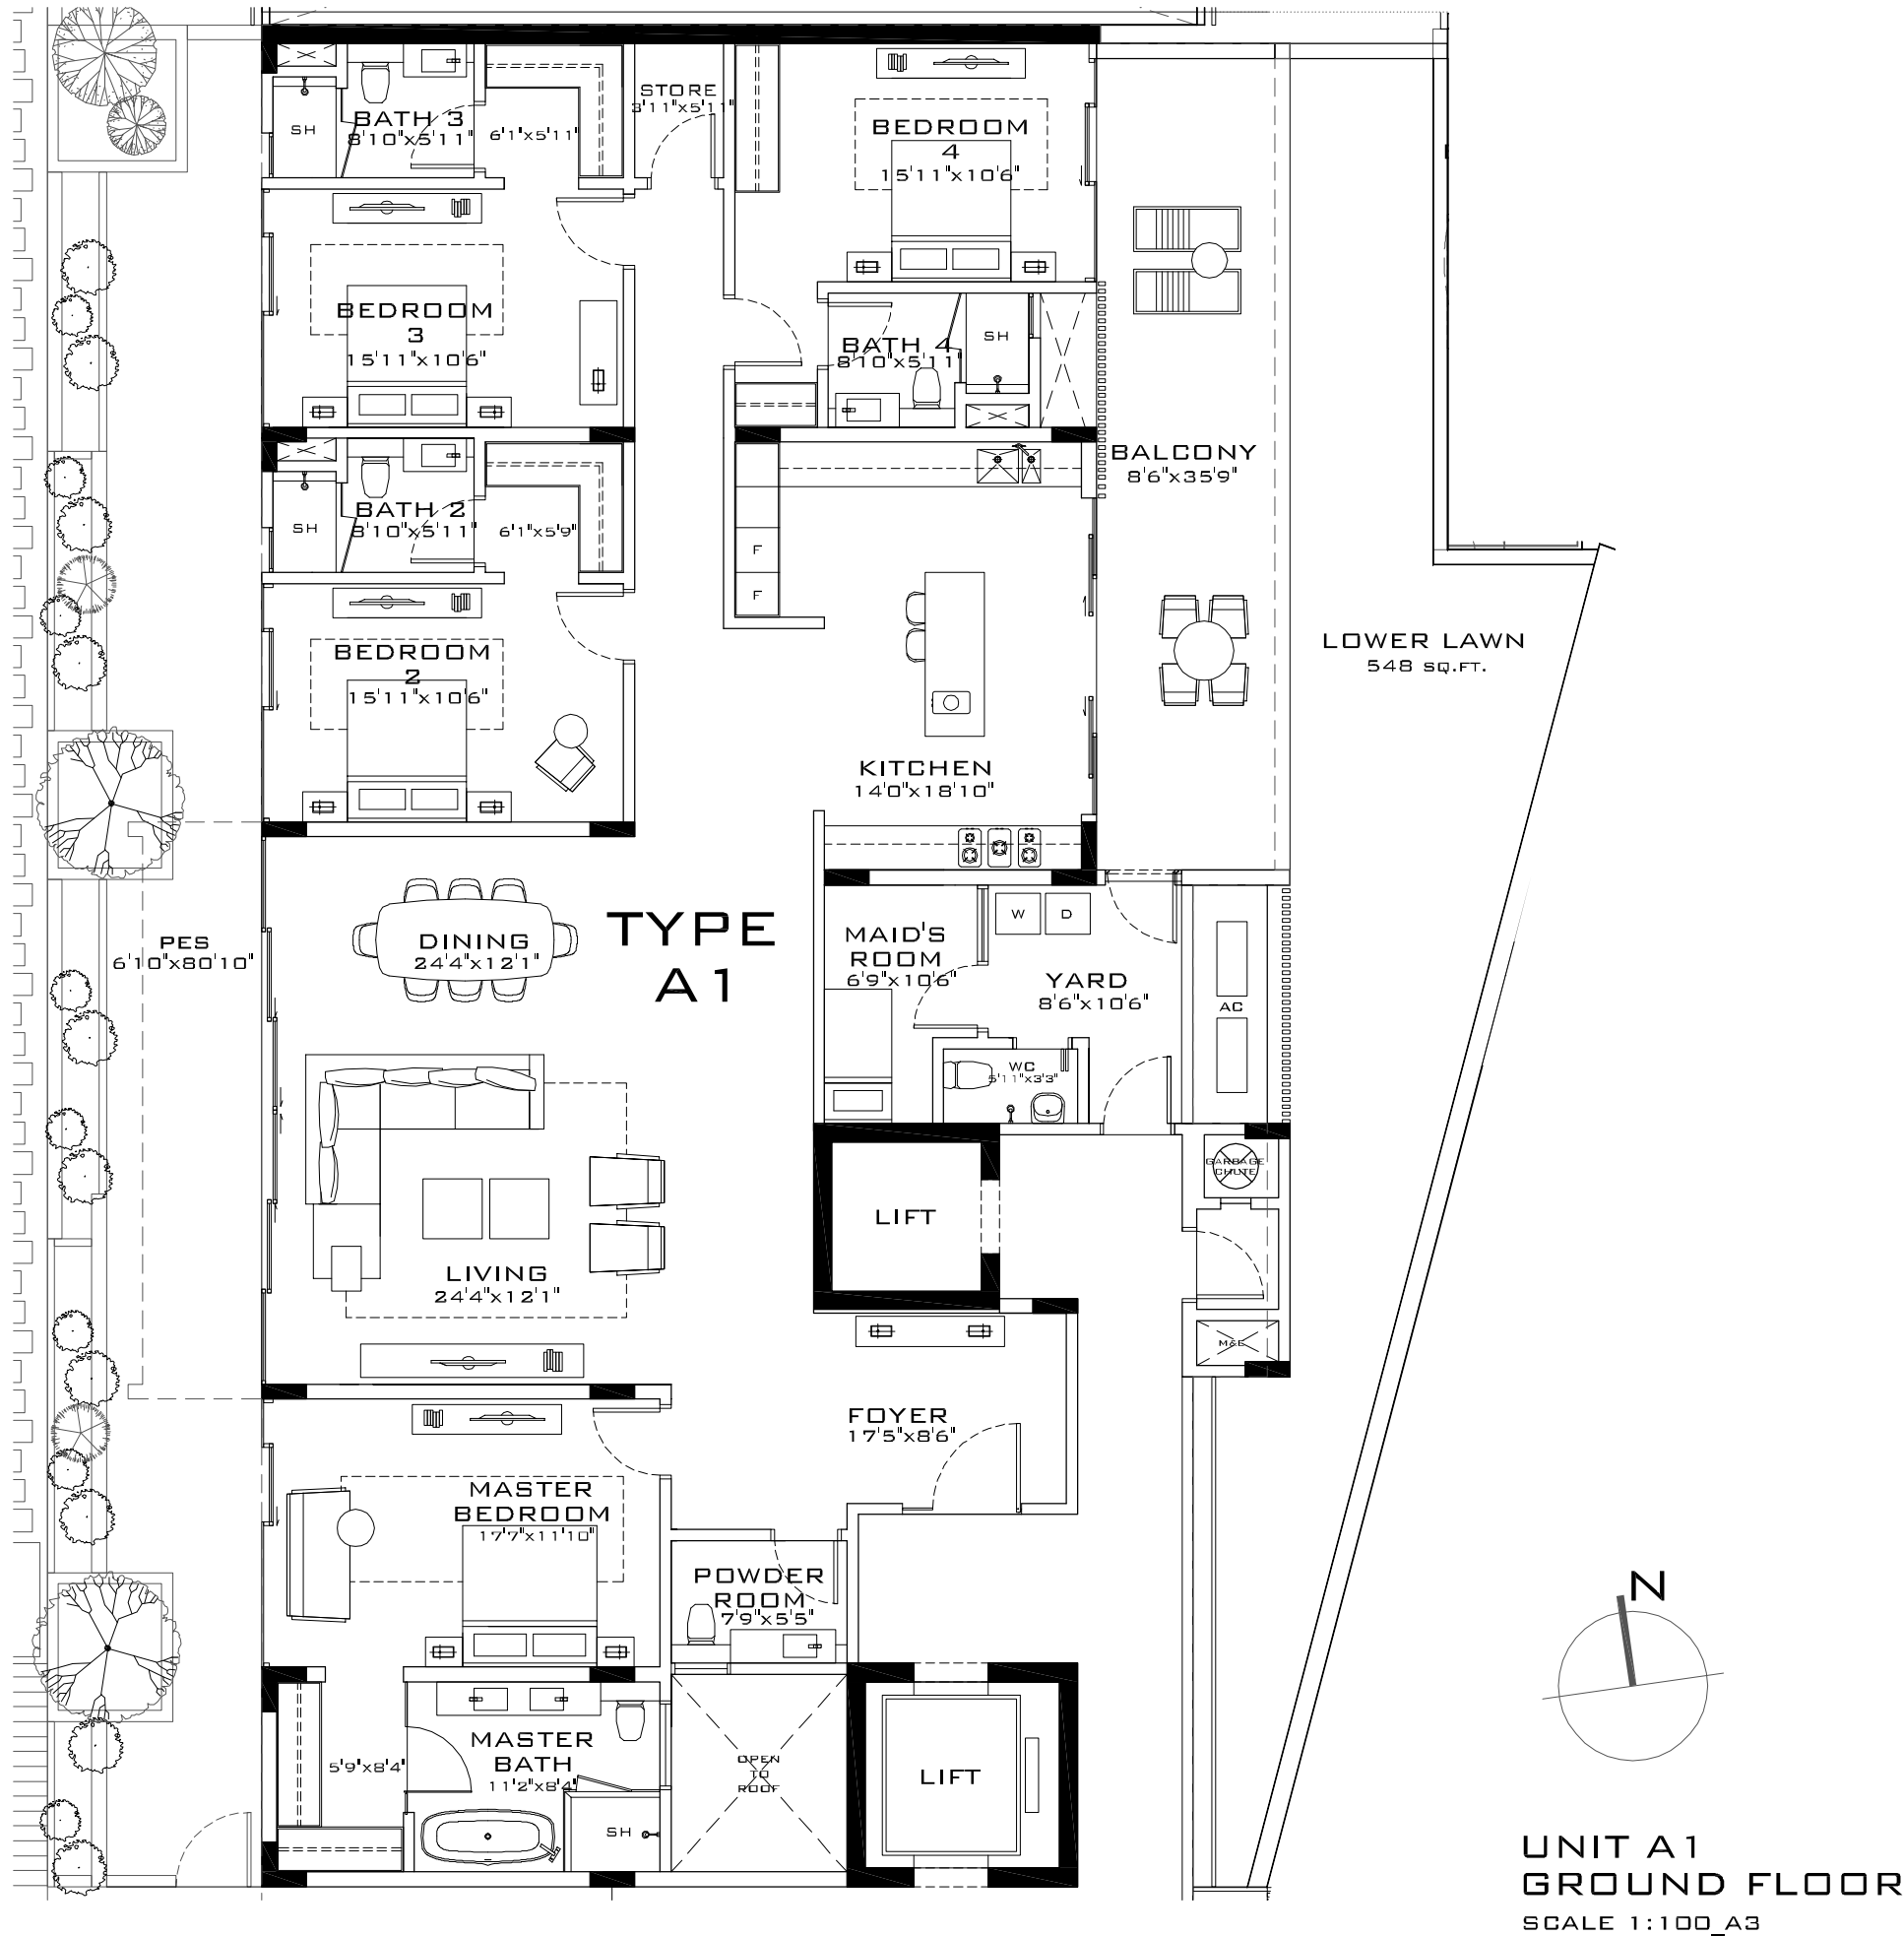 STORE
3'11"x5'11"
SH
BATH 3
8'10"x5'11"
6'1"x5'11"
BEDROOM
4
15'11"x10'6"
BEDROOM
3
15'11"x10'6"
BATH 4
8'10"x5'11"
SH
BALCONY
8'6"x35'9"
SH
BATH 2
8'10"x5'11"
6'1"x5'9"
F
F
BEDROOM
2
15'11"x10'6"
LOWER LAWN
548 SQ.FT.
KITCHEN
14'0"x18'10"
PES
6'10"x80'10"
DINING
24'4"x12'1"
TYPE
A1
MAID'S
ROOM
6'9"x10'6"
W
D
YARD
8'6"x10'6"
AC
WC
5'11"x3'3"
GARBAGE
CHUTE
LIFT
LIVING
24'4"x12'1"
M&E
FOYER
17'5"x8'6"
MASTER
BEDROOM
17'7"x11'10"
POWDER
ROOM
7'9"x5'5"
N
MASTER
BATH
11'2"x8'4"
5'9"x8'4"
OPEN
TO
ROOF
LIFT
SH
UNIT A1
GROUND FLOOR
SCALE 1:100_A3